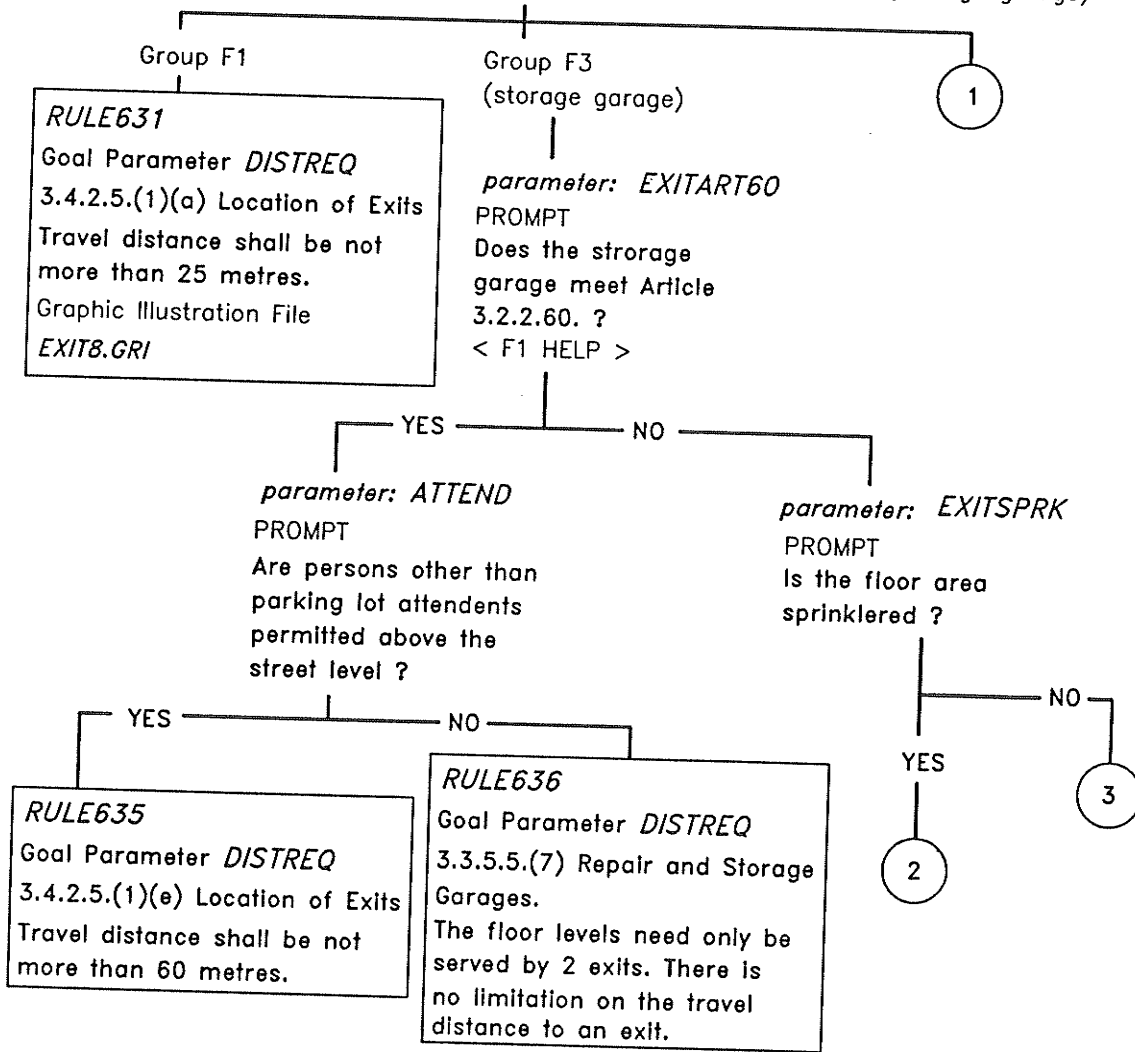 Group F1
RULE631
Goal Parameter DISTREQ
3.4.2.5.(1)(a) Location of Exits
Travel distance shall be not
more than 25 metres.
Graphic Illustration File
EXIT8.GRI
Group F3
(storage garage)
1
parameter: EXITART60
PROMPT
Does the strorage
garage meet Article
3.2.2.60. ?
< F1 HELP >
YES
NO
parameter: ATTEND
PROMPT
Are persons other than
parking lot attendents
permitted above the
street level ?
parameter: EXITSPRK
PROMPT
Is the floor area
sprinklered ?
YES
NO
YES
NO
RULE635
Goal Parameter DISTREQ
3.4.2.5.(1)(e) Location of Exits
Travel distance shall be not
more than 60 metres.
RULE636
Goal Parameter DISTREQ
3.3.5.5.(7) Repair and Storage
Garages.
The floor levels need only be
served by 2 exits. There is
no limitation on the travel
distance to an exit.
2
3